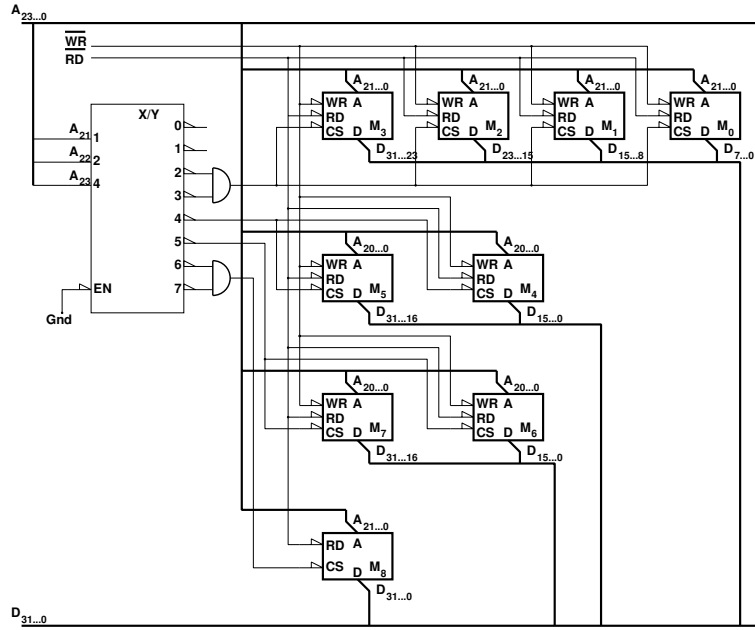 A23...0
WR
RD
X/Y
A21 1
A22 2
A23 4
EN
Gnd
0
1
2
3
4
5
6
7
A21...0
WR A
RD
CS D M3
D31...23
A21...0
WR A
RD
CS D M2
D23...15
A21...0
WR A
RD
CS D M1
D15...8
A21...0
WR A
RD
CS D M0
D7...0
A20...0
WR A
RD
CS D M5
D31...16
A20...0
WR A
RD
CS D M4
D15...0
A20...0
WR A
RD
CS D M7
D31...16
A20...0
WR A
RD
CS D M6
D15...0
A21...0
RD A
CS D M8
D31...0
D31...0